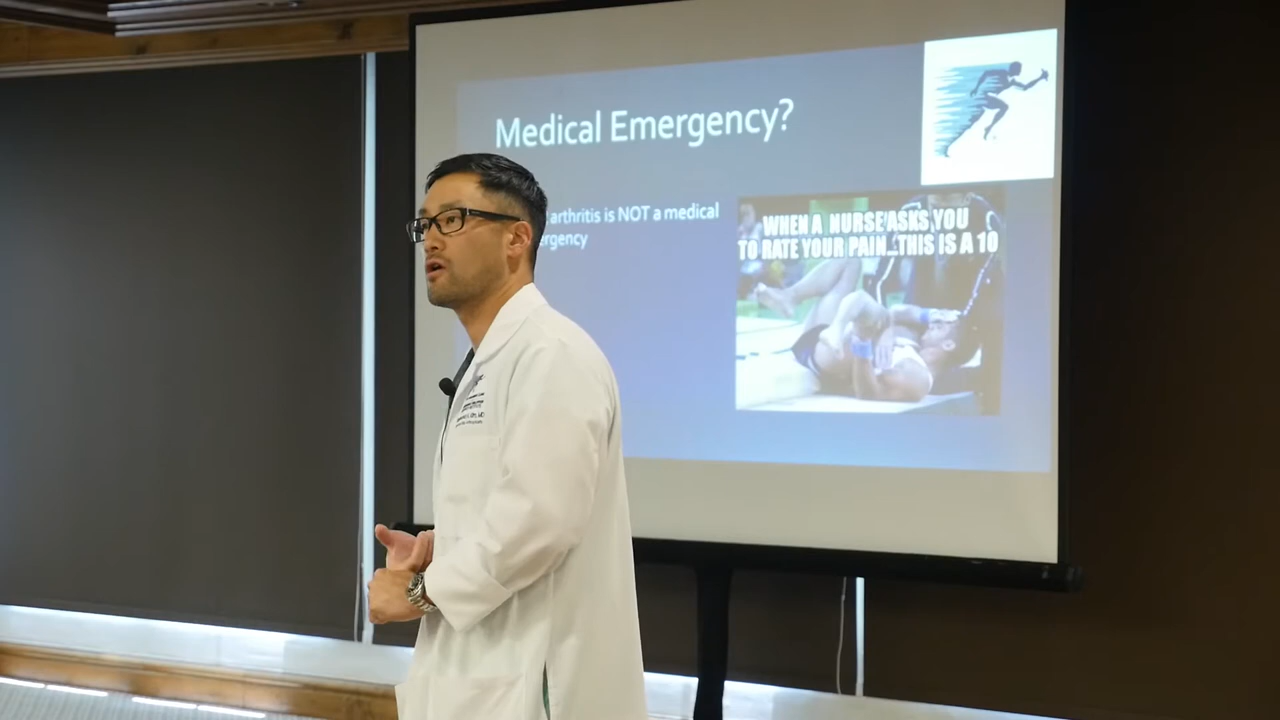 Medical Emergency?
arthritis is NOT a medical
ergency
WHEN A NURSE ASKS YOU
TO RATE YOUR PAIN...THIS IS A 10